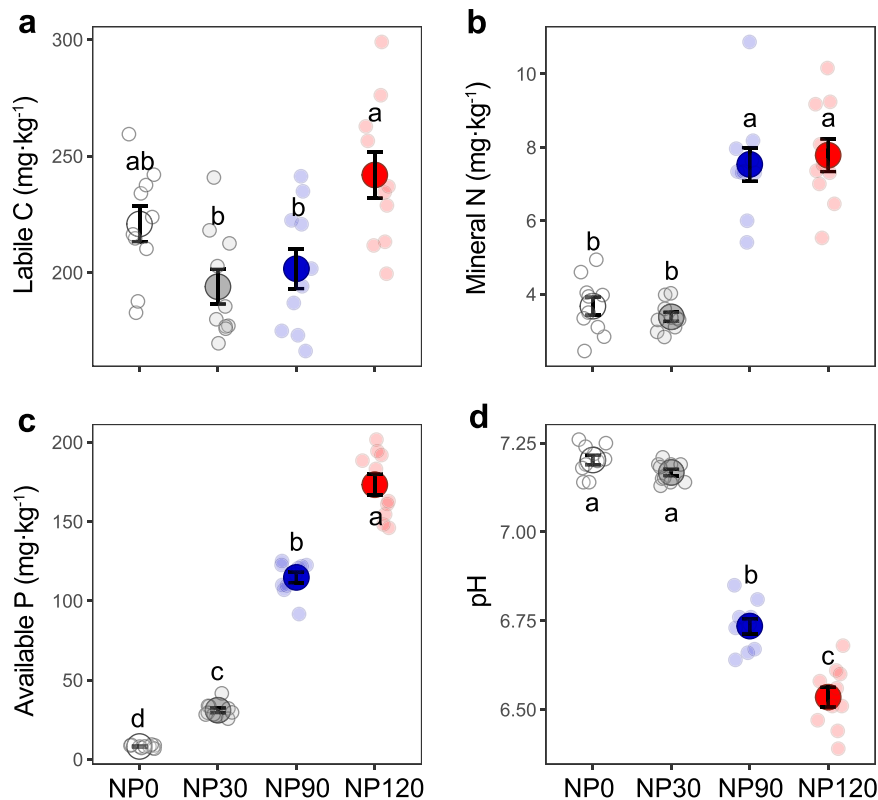 a
Labile C (mg·kg⁻¹)
300
250
200
ab
b
b
a
b
Mineral N (mg·kg⁻¹)
10
8
6
4
b
b
a
a
c
Available P (mg·kg⁻¹)
200
150
100
50
0
d
c
b
a
NP0 NP30 NP90 NP120
d
pH
7.25
7.00
6.75
6.50
a
a
b
c
NP0 NP30 NP90 NP120